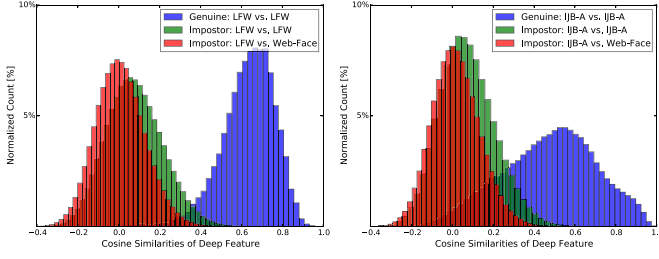 10%
5%
Normalized Count [%]
Genuine: LFW vs. LFW
Impostor: LFW vs. LFW
Impostor: LFW vs. Web-Face
−0.4 −0.2 0.0 0.2 0.4 0.6 0.8 1.0
Cosine Similarities of Deep Feature
10%
5%
Normalized Count [%]
Genuine: IJB-A vs. IJB-A
Impostor: IJB-A vs. IJB-A
Impostor: IJB-A vs. Web-Face
−0.4 −0.2 0.0 0.2 0.4 0.6 0.8 1.0
Cosine Similarities of Deep Feature